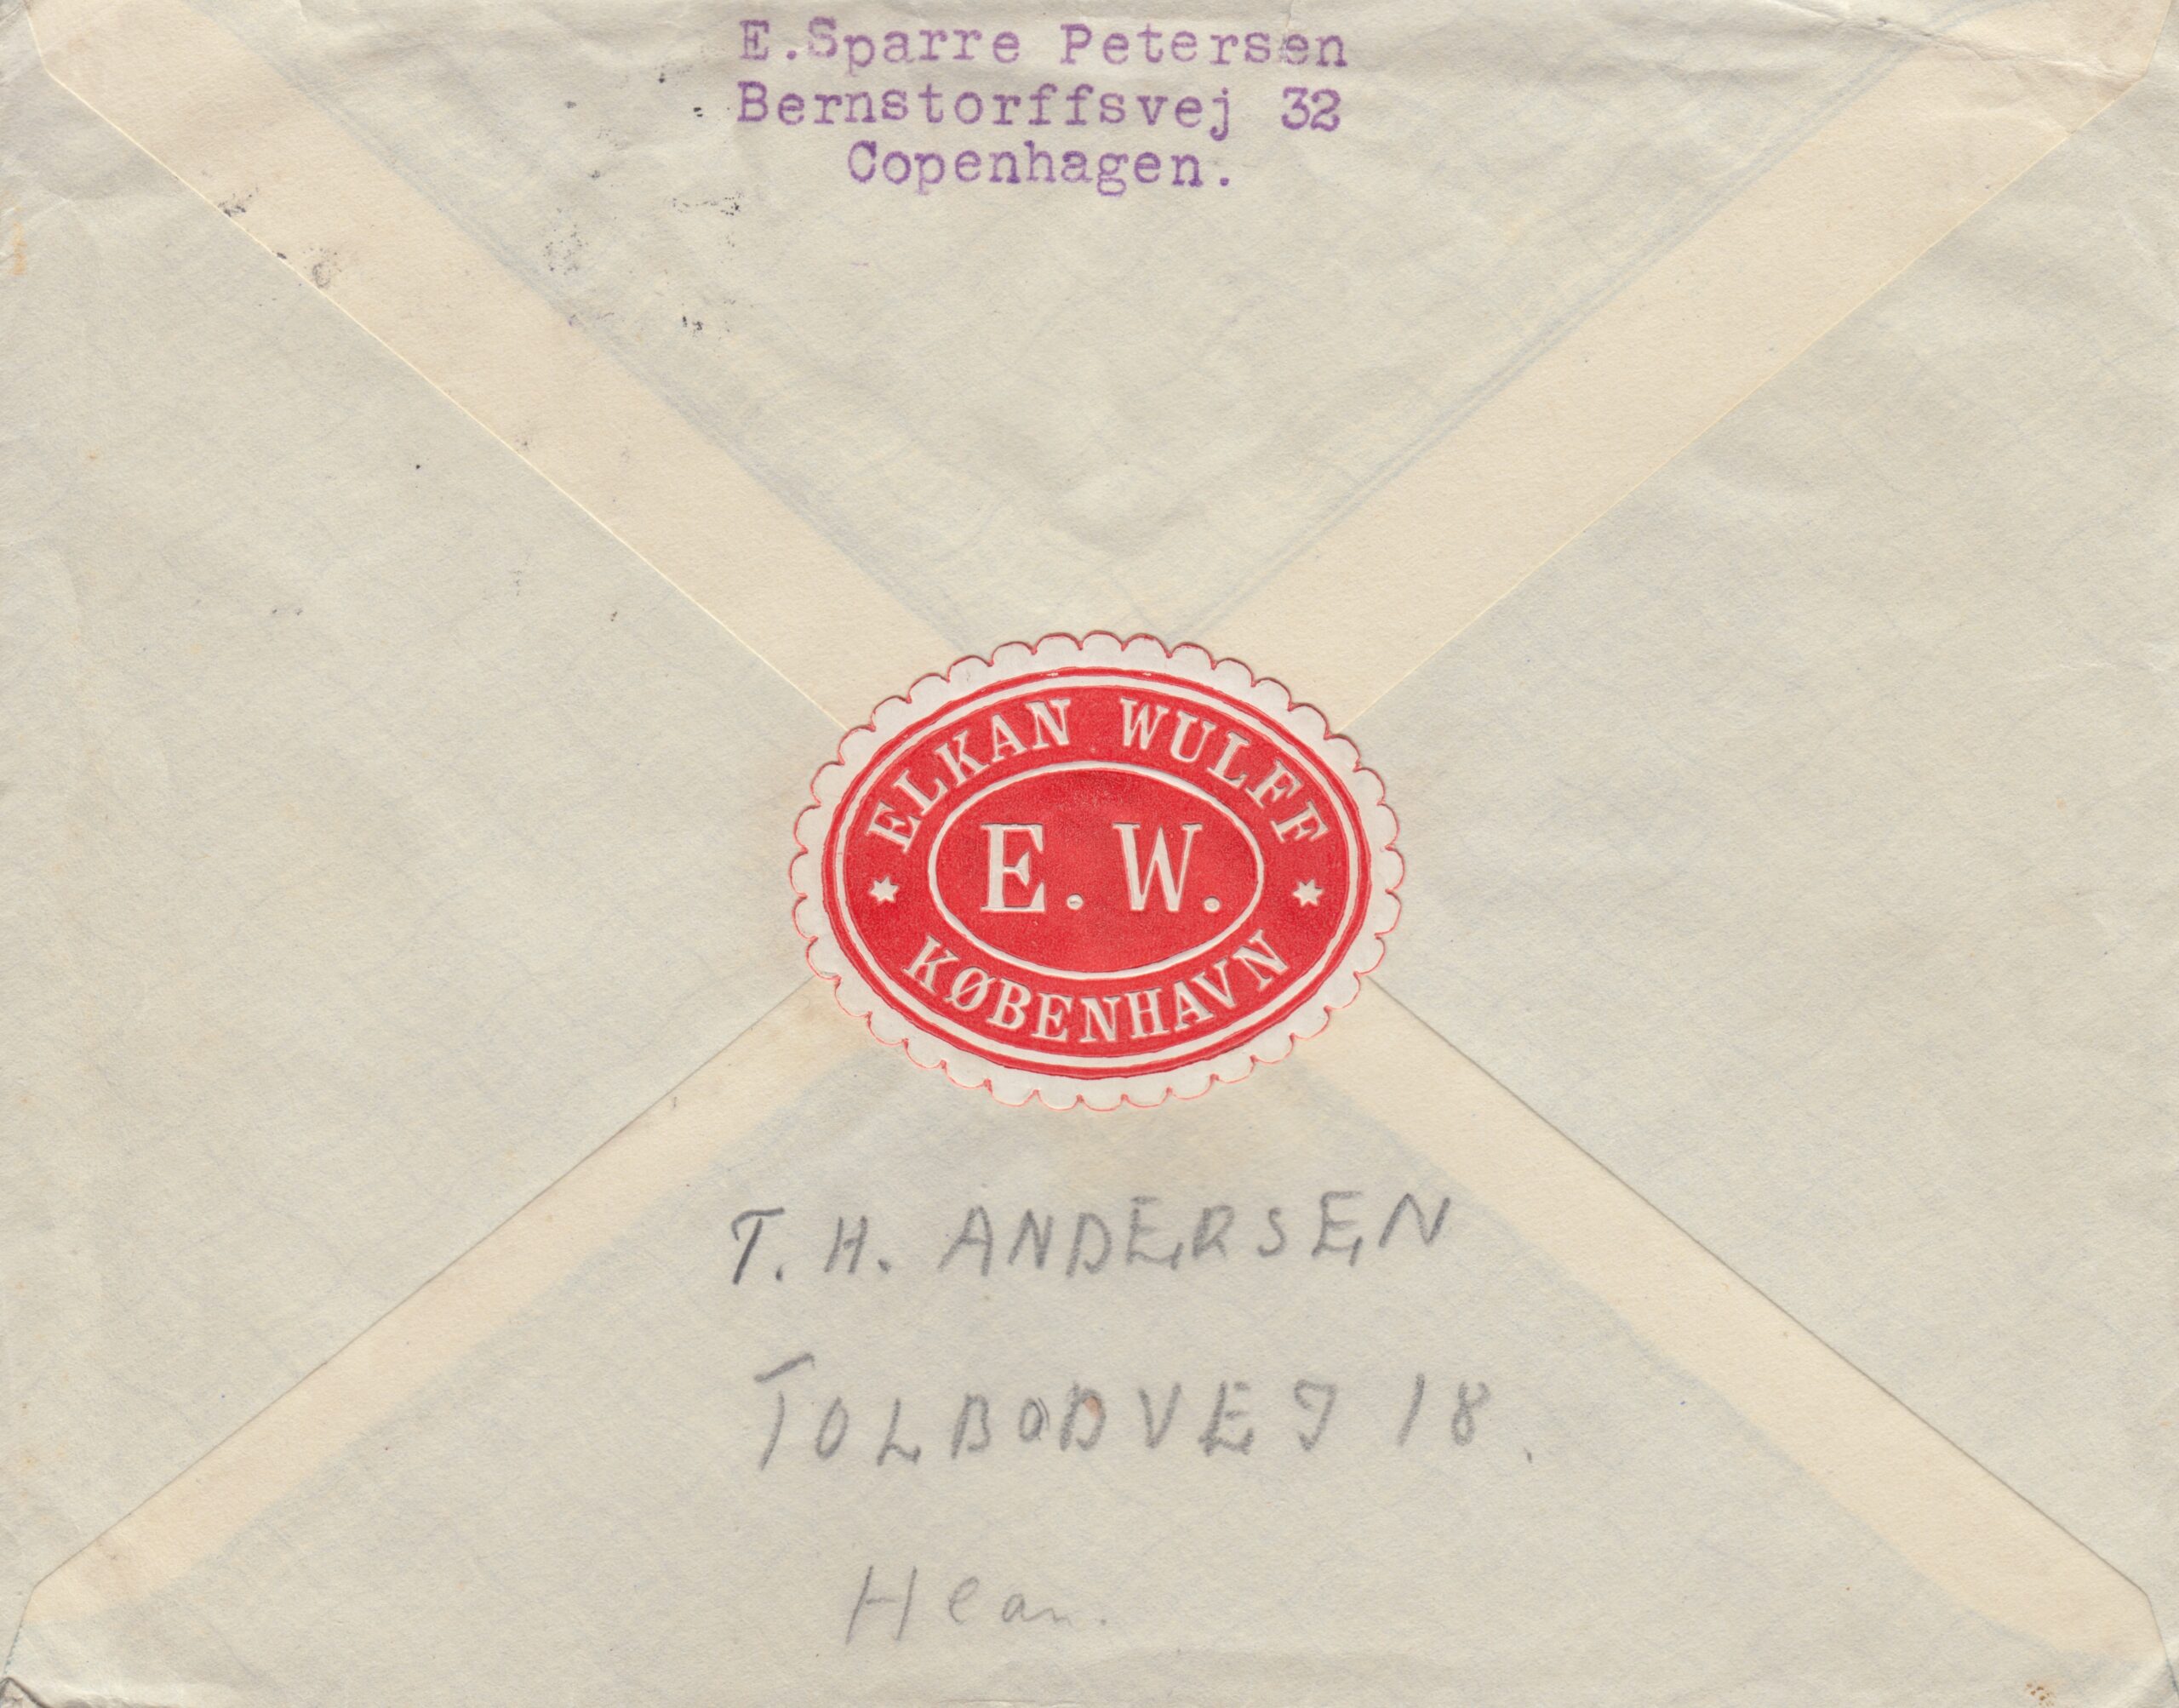 E.Sparre Petersen
Bernstorffsvej 32
Copenhagen.
ELKAN WULFF
E. W.
KØBENHAVN
T. H. ANDERSEN
TOLBODVEJ 18.